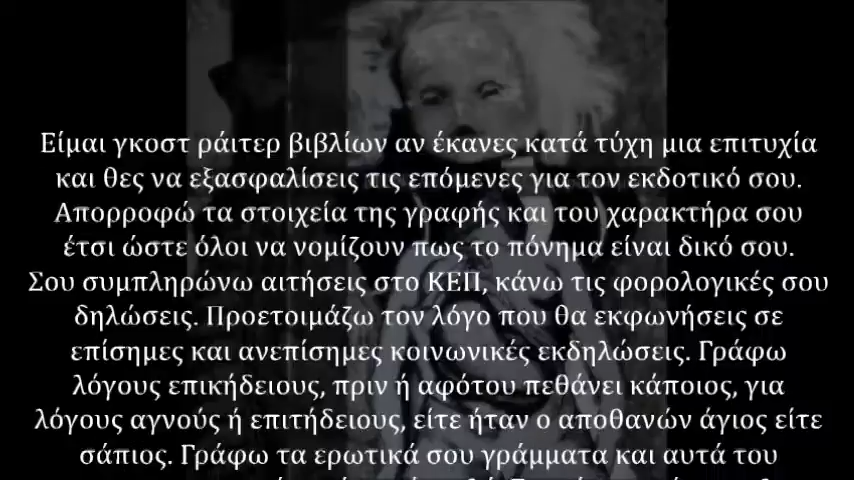 Είμαι γκοστ ράιτερ βιβλίων αν έκανες κατά τύχη μια επιτυχία
και θες να εξασφαλίσεις τις επόμενες για τον εκδοτικό σου.
Απορροφώ τα στοιχεία της γραφής και του χαρακτήρα σου
έτσι ώστε όλοι να νομίζουν πως το πόνημα είναι δικό σου.
Σου συμπληρώνω αιτήσεις στο ΚΕΠ, κάνω τις φορολογικές σου
δηλώσεις. Προετοιμάζω τον λόγο που θα εκφωνήσεις σε
επίσημες και ανεπίσημες κοινωνικές εκδηλώσεις. Γράφω
λόγους επικήδειους, πριν ή αφότου πεθάνει κάποιος, για
λόγους αγνούς ή επιτήδειους, είτε ήταν ο αποθανών άγιος είτε
σάπιος. Γράφω τα ερωτικά σου γράμματα και αυτά του